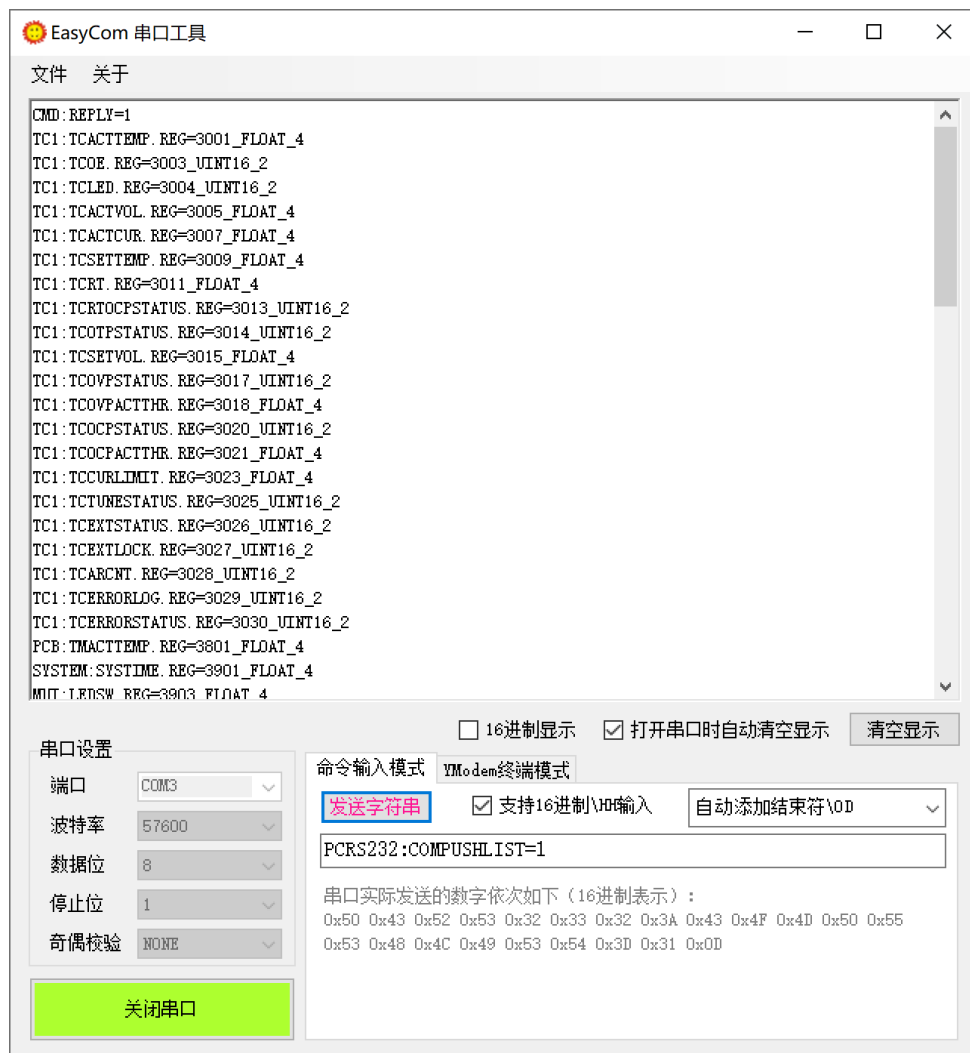 EasyCom 串口工具
文件 关于
CMD:REPLY=1
TC1:TCACTTEMP.REG=3001_FLOAT_4
TC1:TCOE.REG=3003_UINT16_2
TC1:TCLED.REG=3004_UINT16_2
TC1:TCACTVOL.REG=3005_FLOAT_4
TC1:TCACTCUR.REG=3007_FLOAT_4
TC1:TCSETTEMP.REG=3009_FLOAT_4
TC1:TCRT.REG=3011_FLOAT_4
TC1:TCRTOCPSTATUS.REG=3013_UINT16_2
TC1:TCOTPSTATUS.REG=3014_UINT16_2
TC1:TCSETVOL.REG=3015_FLOAT_4
TC1:TCOVPSTATUS.REG=3017_UINT16_2
TC1:TCOVPACTTHR.REG=3018_FLOAT_4
TC1:TCOCPSTATUS.REG=3020_UINT16_2
TC1:TCOCPACTTHR.REG=3021_FLOAT_4
TC1:TCCURLIMIT.REG=3023_FLOAT_4
TC1:TCTUNESTATUS.REG=3025_UINT16_2
TC1:TCEXTSTATUS.REG=3026_UINT16_2
TC1:TCEXTLOCK.REG=3027_UINT16_2
TC1:TCARCNT.REG=3028_UINT16_2
TC1:TCERRORLOG.REG=3029_UINT16_2
TC1:TCERRORSTATUS.REG=3030_UINT16_2
PCB:TMACTTEMP.REG=3801_FLOAT_4
SYSTEM:SYSTIME.REG=3901_FLOAT_4
REG=3903_FLOAT_4
16进制显示 打开串口时自动清空显示 清空显示
串口设置
端口 COM3
波特率 57600
数据位 8
停止位 1
奇偶校验 NONE
关闭串口
命令输入模式 YModem终端模式
发送字符串 支持16进制\HH输入 自动添加结束符\0D
PCRS232:COMPUSHLIST=1
串口实际发送的数字依次如下（16进制表示）:
0x50 0x43 0x52 0x53 0x32 0x33 0x32 0x3A 0x43 0x4F 0x4D 0x50 0x55
0x53 0x48 0x4C 0x49 0x53 0x54 0x3D 0x31 0x0D